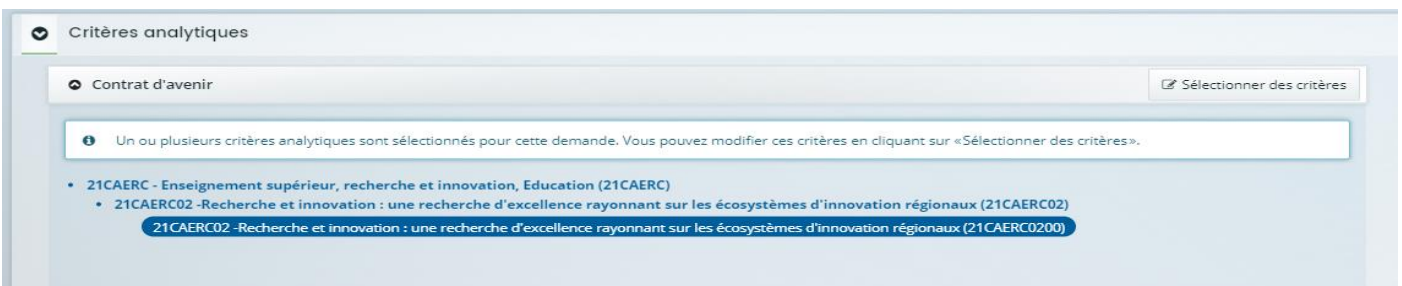 Critères analytiques
Contrat d'avenir
Sélectionner des critères
Un ou plusieurs critères analytiques sont sélectionnés pour cette demande. Vous pouvez modifier ces critères en cliquant sur «Sélectionner des critères».
21CAERC - Enseignement supérieur, recherche et innovation, Education (21CAERC)
21CAERC02 -Recherche et innovation : une recherche d'excellence rayonnant sur les écosystèmes d'innovation régionaux (21CAERC02)
21CAERC02 -Recherche et innovation : une recherche d'excellence rayonnant sur les écosystèmes d'innovation régionaux (21CAERC0200)